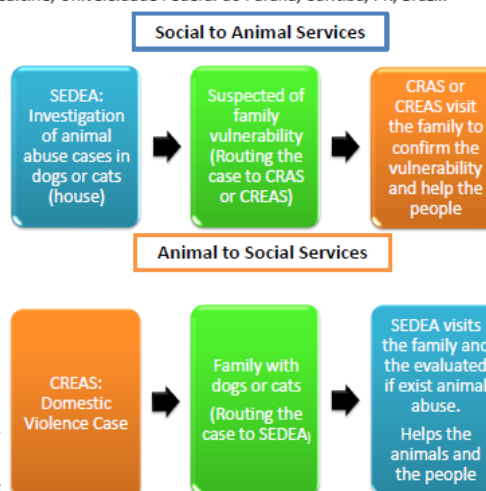 Social to Animal Services
SEDEA:
Investigation
of animal
abuse cases in
dogs or cats
(house)
Suspected of
family
vulnerability
(Routing the
case to CRAS
or CREAS)
CRAS or
CREAS visit
the family to
confirm the
vulnerability
and help the
people
Animal to Social Services
CREAS:
Domestic
Violence Case
Family with
dogs or cats
(Routing the
case to SEDEA)
SEDEA visits
the family and
the evaluated
if exist animal
abuse.
Helps the
animals and
the people